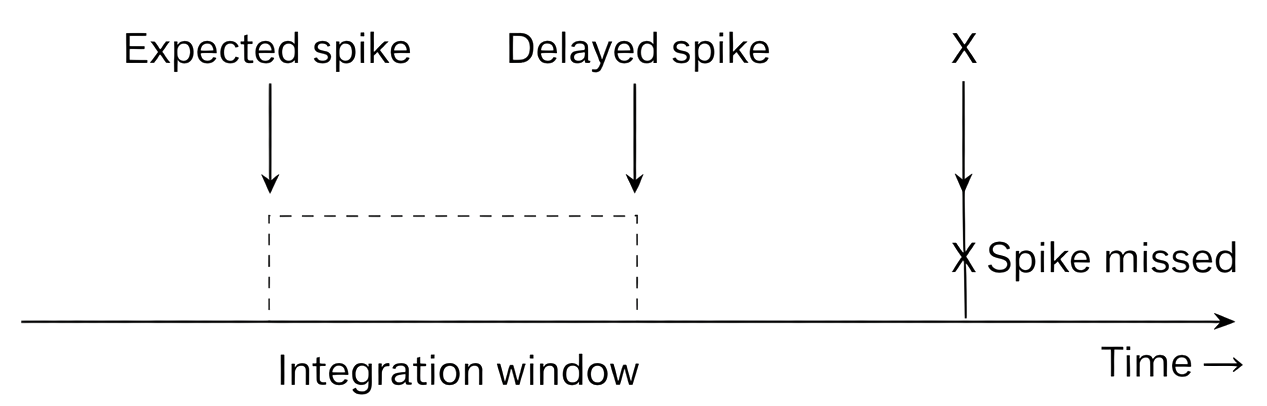 Expected spike
Delayed spike
X
X Spike missed
Integration window
Time →